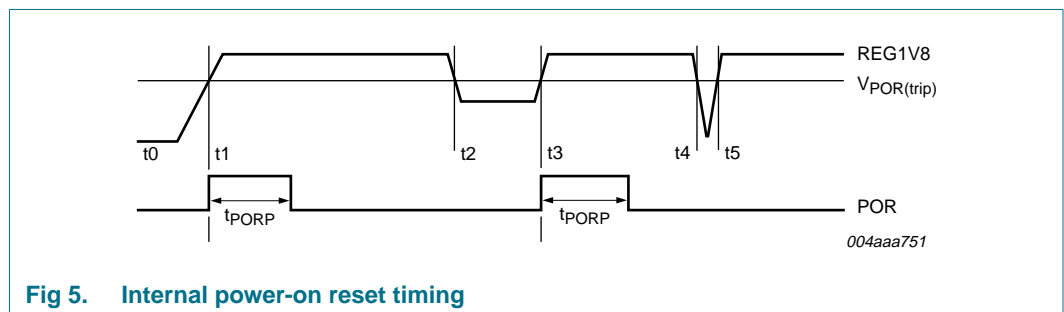 REG1V8
VPOR(trip)
t0 t1 t2 t3 t4 t5
tPORP tPORP POR
004aaa751
Fig 5. Internal power-on reset timing